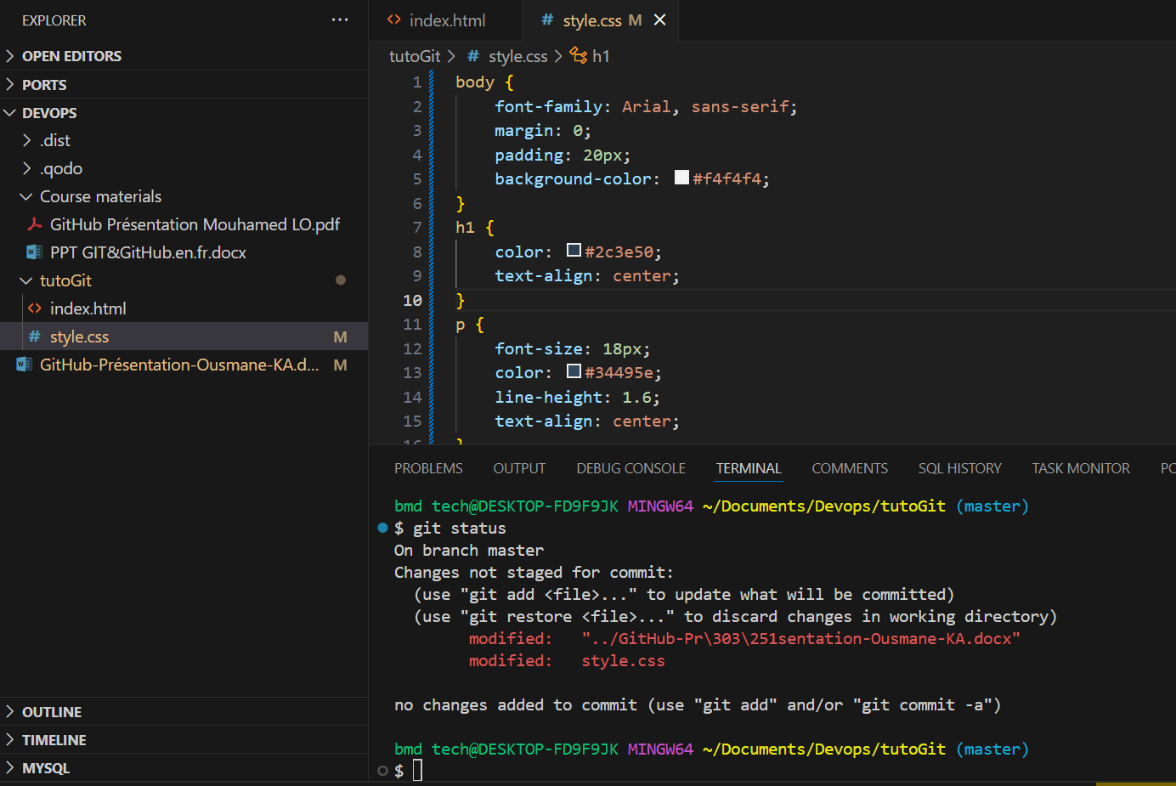 EXPLORER
OPEN EDITORS
PORTS
DEVOPS
.dist
.qodo
Course materials
GitHub Présentation Mouhamed LO.pdf
PPT GIT&GitHub.en.fr.docx
tutoGit
index.html
style.css M
GitHub-Présentation-Ousmane-KA.d... M
OUTLINE
TIMELINE
MYSQL
index.html
# style.css M
tutoGit > # style.css > h1
1 body {
2 font-family: Arial, sans-serif;
3 margin: 0;
4 padding: 20px;
5 background-color: #f4f4f4;
6 }
7 h1 {
8 color: #2c3e50;
9 text-align: center;
10 }
11 p {
12 font-size: 18px;
13 color: #34495e;
14 line-height: 1.6;
15 text-align: center;
16 }
PROBLEMS OUTPUT DEBUG CONSOLE TERMINAL COMMENTS SQL HISTORY TASK MONITOR
bmd tech@DESKTOP-FD9F9JK MINGW64 ~/Documents/Devops/tutoGit (master)
$ git status
On branch master
Changes not staged for commit:
(use "git add <file>..." to update what will be committed)
(use "git restore <file>..." to discard changes in working directory)
modified: "../GitHub-Pr\303\251sentation-Ousmane-KA.docx"
modified: style.css
no changes added to commit (use "git add" and/or "git commit -a")
bmd tech@DESKTOP-FD9F9JK MINGW64 ~/Documents/Devops/tutoGit (master)
$